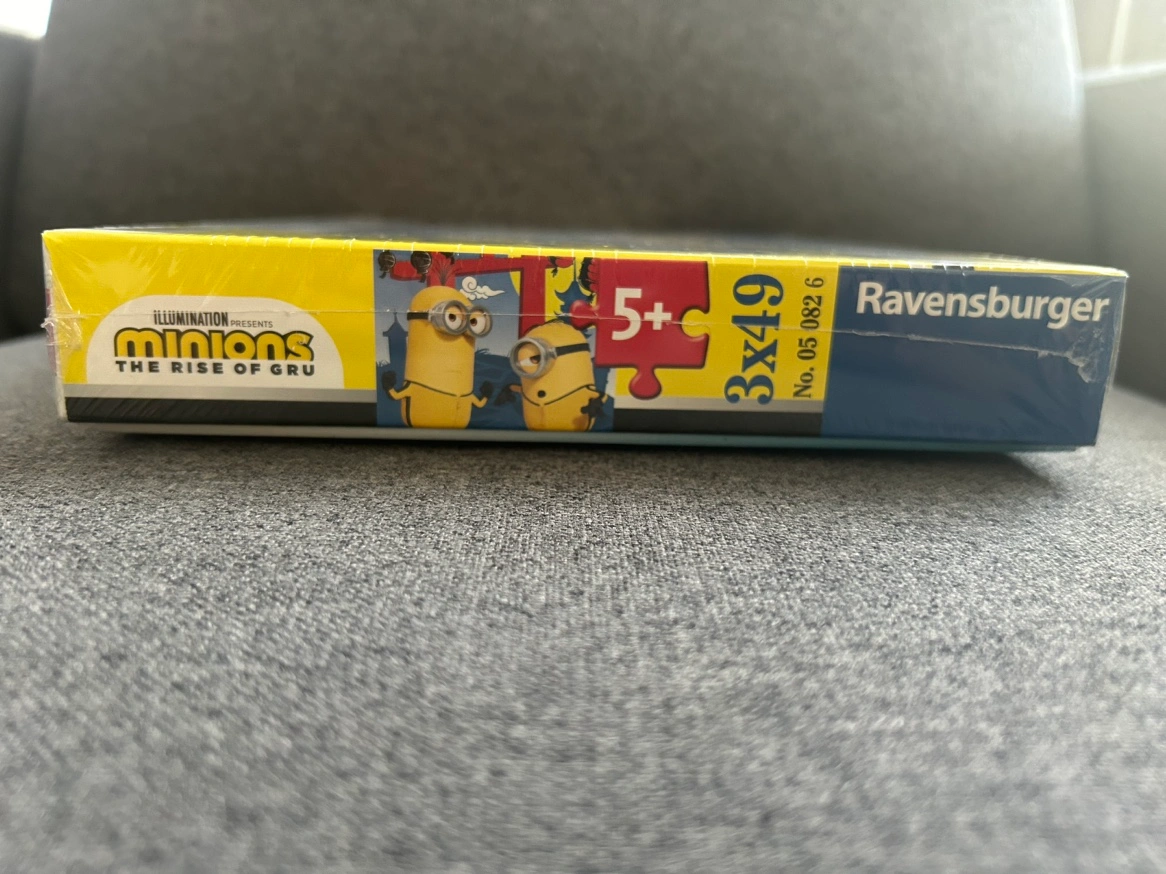 ILLUMINATION PRESENTS
minions
THE RISE OF GRU
5+
3x49
No. 05 082 6
Ravensburger